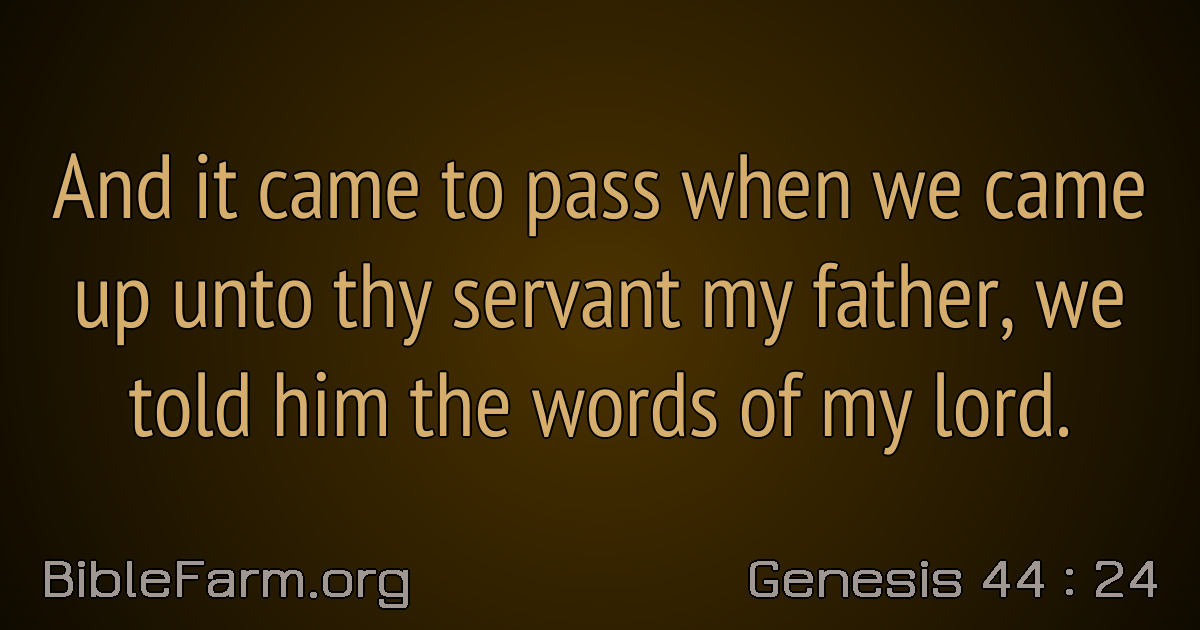 And it came to pass when we came
up unto thy servant my father, we
told him the words of my lord.
BibleFarm.org
Genesis 44 : 24